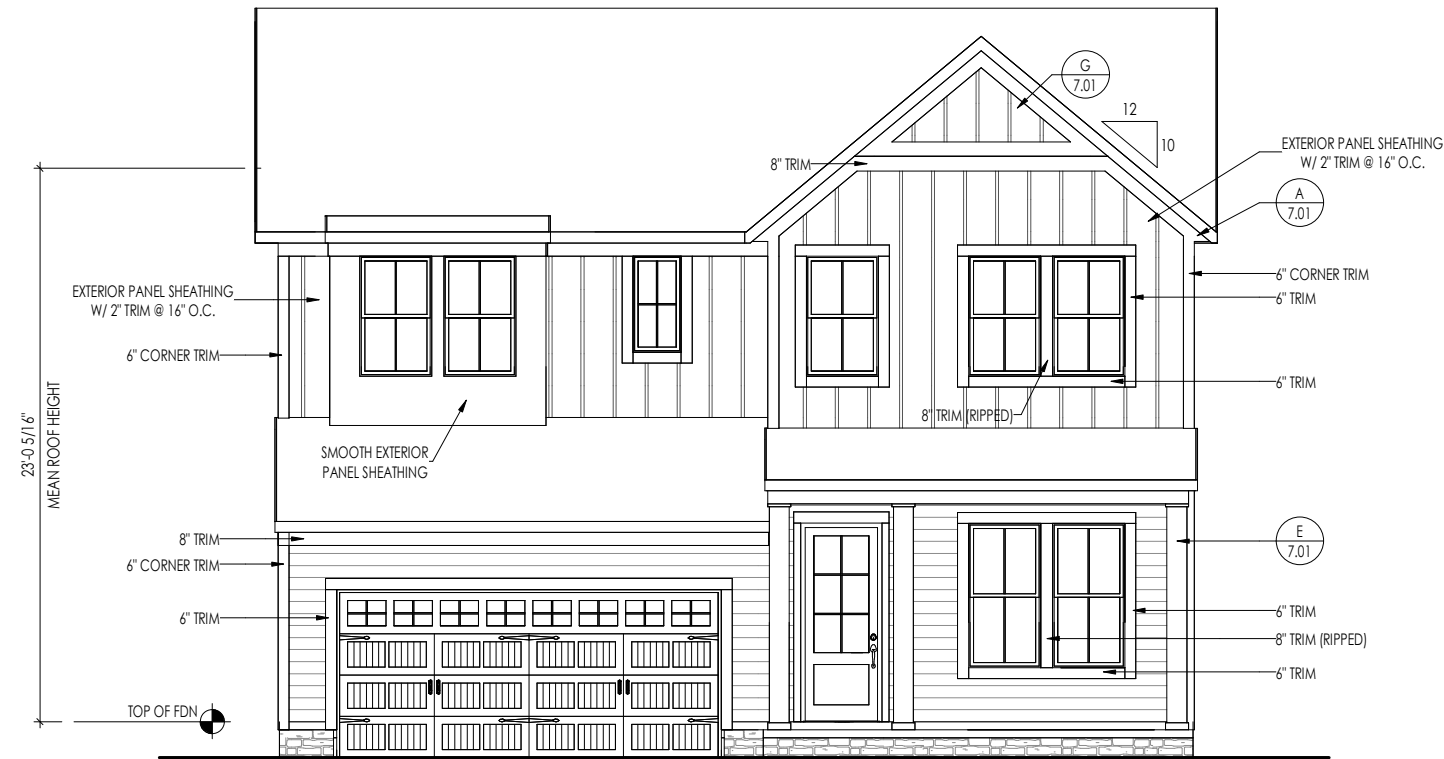 G
7.01
12
10
8" TRIM
EXTERIOR PANEL SHEATHING
W/ 2" TRIM @ 16" O.C.
A
7.01
6" CORNER TRIM
6" TRIM
EXTERIOR PANEL SHEATHING
W/ 2" TRIM @ 16" O.C.
6" CORNER TRIM
6" TRIM
8" TRIM (RIPPED)
23'-0 5/16"
MEAN ROOF HEIGHT
SMOOTH EXTERIOR
PANEL SHEATHING
8" TRIM
6" CORNER TRIM
6" TRIM
E
7.01
6" TRIM
8" TRIM (RIPPED)
6" TRIM
TOP OF FDN